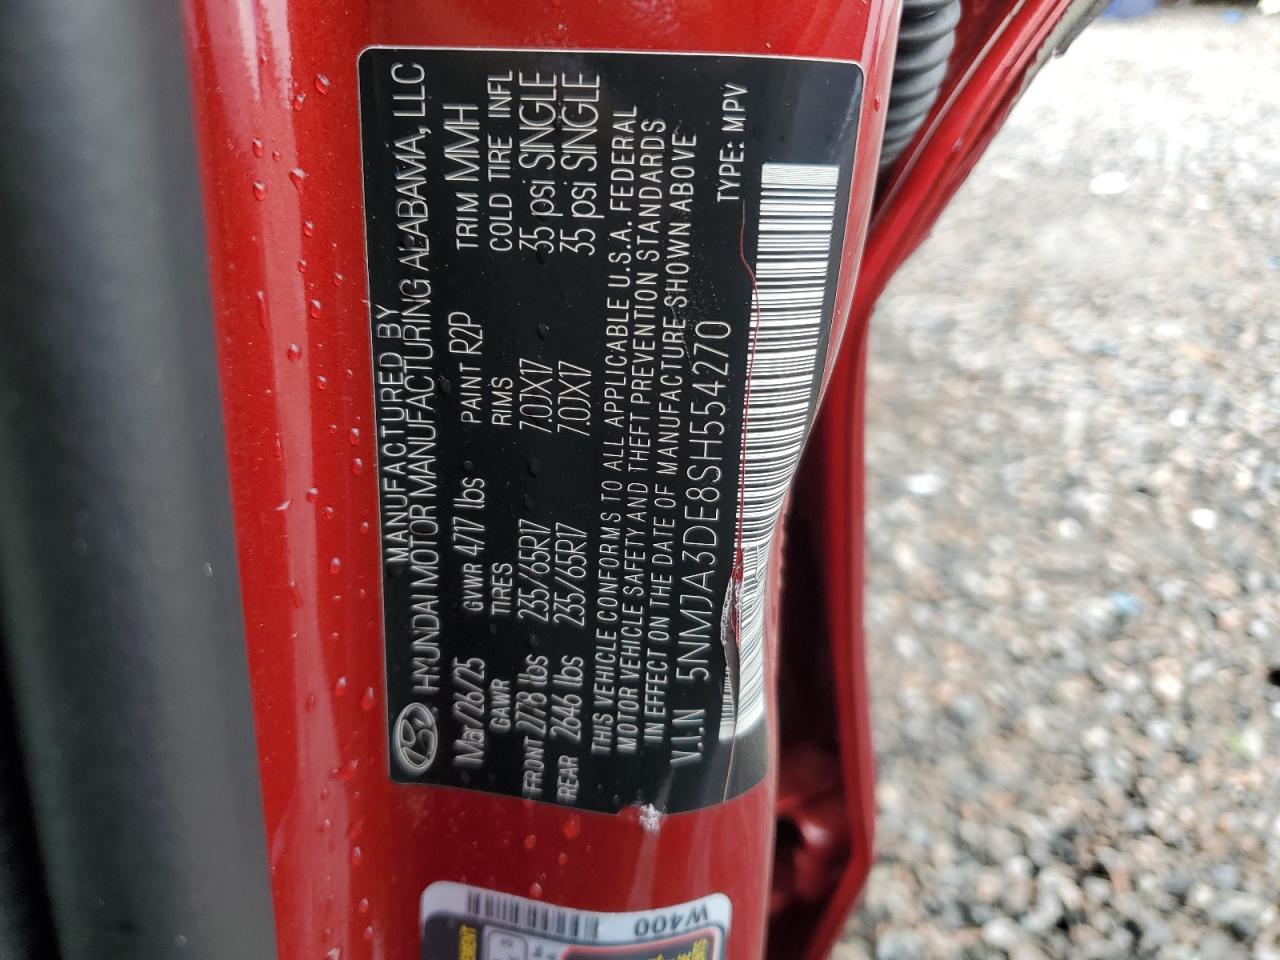 MANUFACTURED BY
HYUNDAI MOTOR MANUFACTURING ALABAMA, LLC
Mar/26/25 GVWR 4717 lbs PAINT R2P TRIM MMH
GAWR TIRES RIMS COLD TIRE INFL
FRONT 2778 lbs 235/65R17 7.0JX17 35 psi SINGLE
REAR 2646 lbs 235/65R17 7.0JX17 35 psi SINGLE
THIS VEHICLE CONFORMS TO ALL APPLICABLE U.S.A. FEDERAL
MOTOR VEHICLE SAFETY AND THEFT PREVENTION STANDARDS
IN EFFECT ON THE DATE OF MANUFACTURE SHOWN ABOVE
V.I.N 5NMJA3DE8SH554270
TYPE: MPV
W400